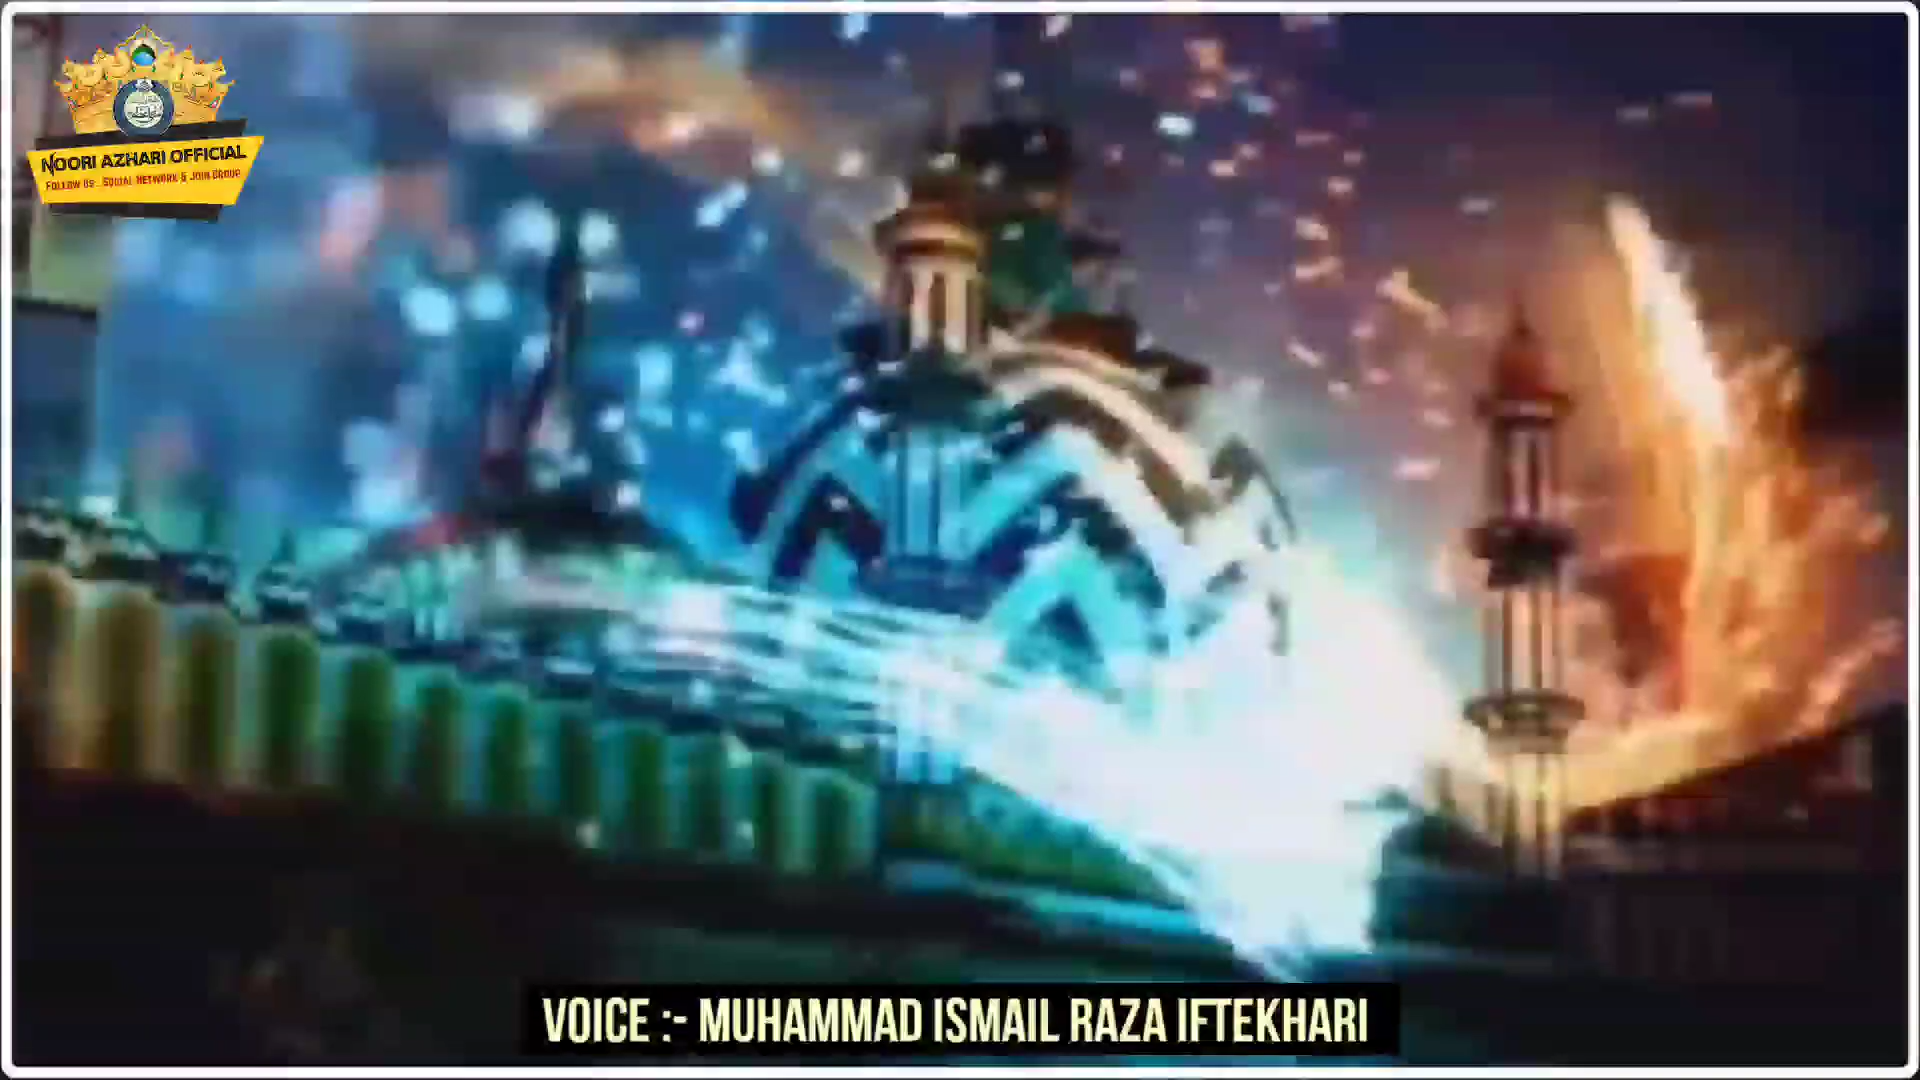 NOORI AZHARI OFFICIAL
FOLLOW US _ SOCIAL NETWORK & JOIN GROUP
VOICE :- MUHAMMAD ISMAIL RAZA IFTEKHARI